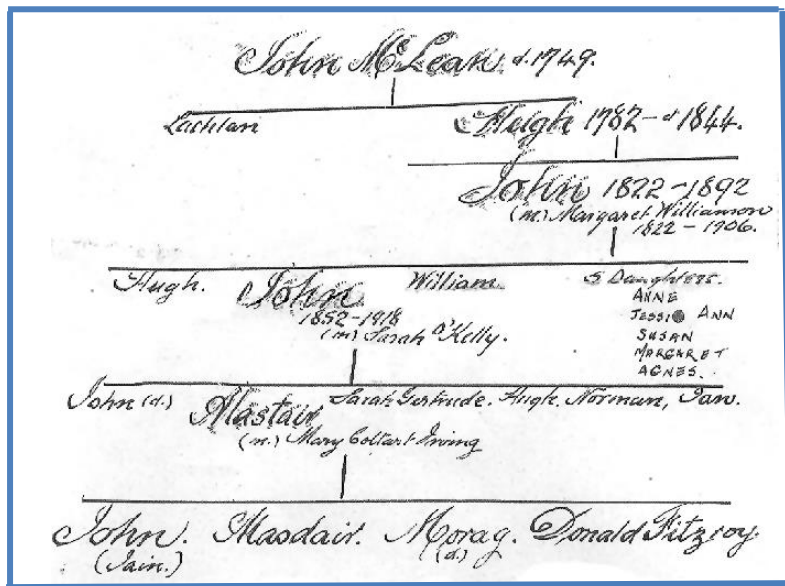 John McLean d. 1749.
Lachlan Hugh 1782 - d 1844.
John 1822 - 1892
(m.) Margaret Williamson
1822 - 1906.
Hugh. John William 5 Daughters.
ANNE
1852-1918 JESSIE ANN
(m) Sarah O'Kelly. SUSAN
MARGARET
AGNES.
John (d.) Alastair Sarah Gertrude. Hugh. Norman, Ian.
(m.) Mary Coltart Irving
John. Alasdair. Morag. Donald Fitzroy.
(Iain.) (d.)